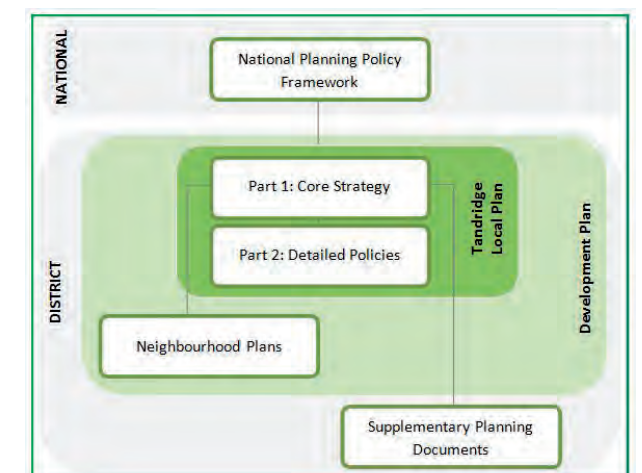 NATIONAL
National Planning Policy
Framework
DISTRICT
Part 1: Core Strategy
Part 2: Detailed Policies
Tandridge
Local Plan
Development Plan
Neighbourhood Plans
Supplementary Planning
Documents